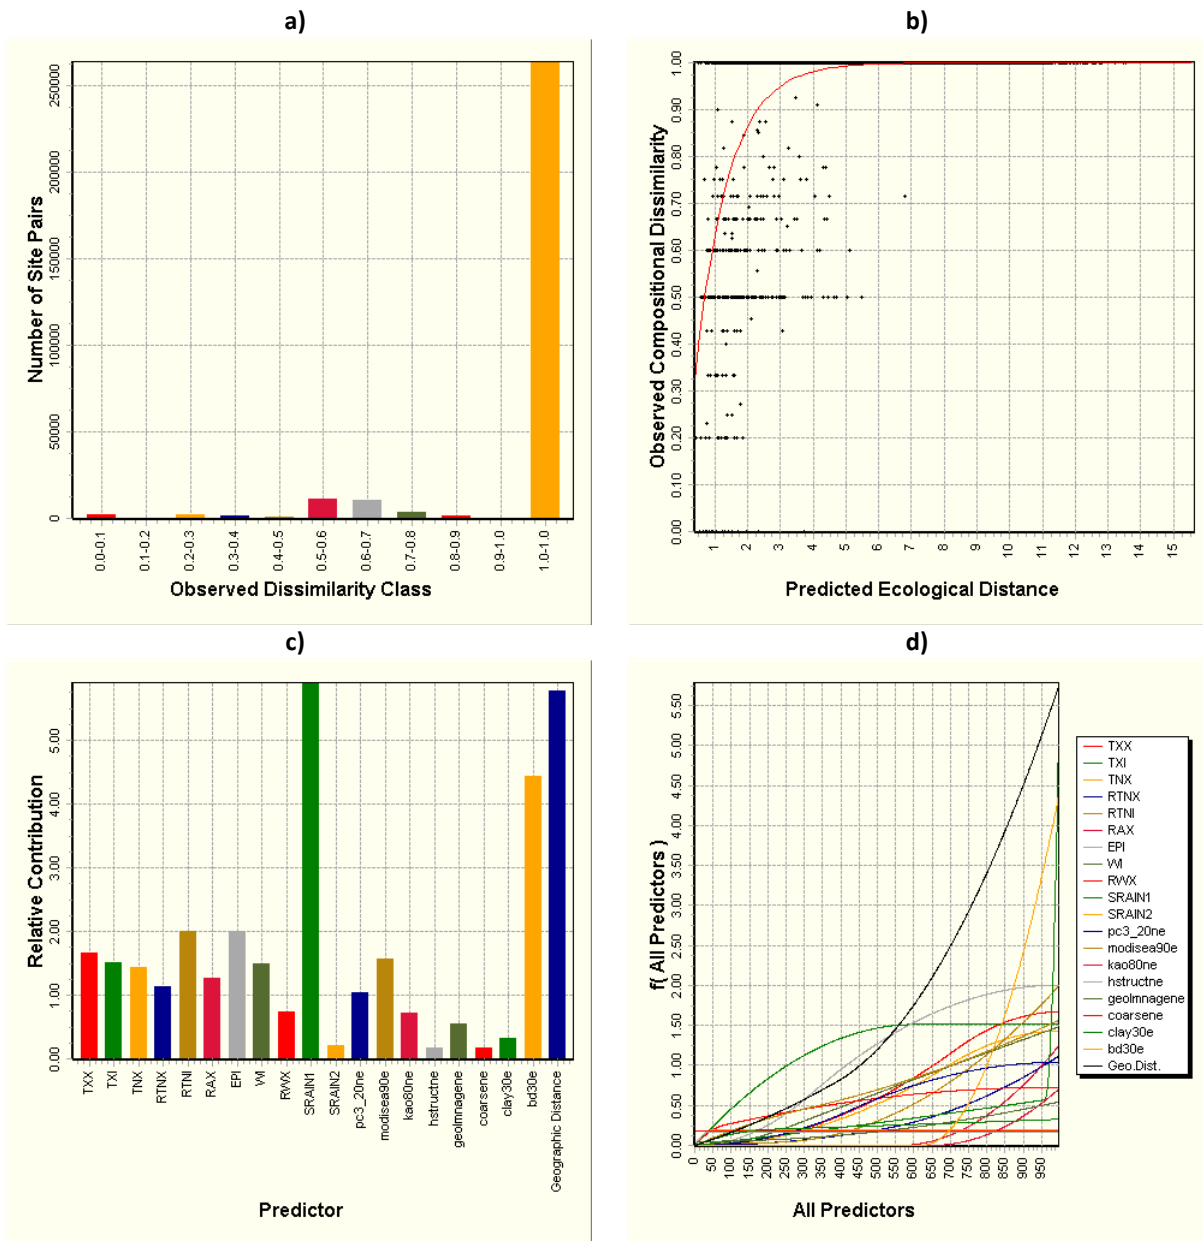 a)
Number of Site Pairs
250000
200000
150000
100000
50000
0
0.0-0.1
0.1-0.2
0.2-0.3
0.3-0.4
0.4-0.5
0.5-0.6
0.6-0.7
0.7-0.8
0.8-0.9
0.9-1.0
1.0-1.0
Observed Dissimilarity Class
b)
Observed Compositional Dissimilarity
1.00
0.90
0.80
0.70
0.60
0.50
0.40
0.30
0.20
0.10
0.00
1
2
3
4
5
6
7
8
9
10
11
12
13
14
15
Predicted Ecological Distance
c)
Relative Contribution
5.00
4.00
3.00
2.00
1.00
0.00
TXX
TXI
TNX
RTNX
RTNI
RAX
EPI
WI
RWX
SRAIN1
SRAIN2
pc3_20ne
modisea90e
kao80ne
hstructne
geolmnagene
coarsene
clay30e
bd30e
Geographic Distance
Predictor
d)
f( All Predictors )
5.50
5.00
4.50
4.00
3.50
3.00
2.50
2.00
1.50
1.00
0.50
0.00
0
50
100
150
200
250
300
350
400
450
500
550
600
650
700
750
800
850
900
950
All Predictors
TXX
TXI
TNX
RTNX
RTNI
RAX
EPI
WI
RWX
SRAIN1
SRAIN2
pc3_20ne
modisea90e
kao80ne
hstructne
geolmnagene
coarsene
clay30e
bd30e
Geo.Dist.